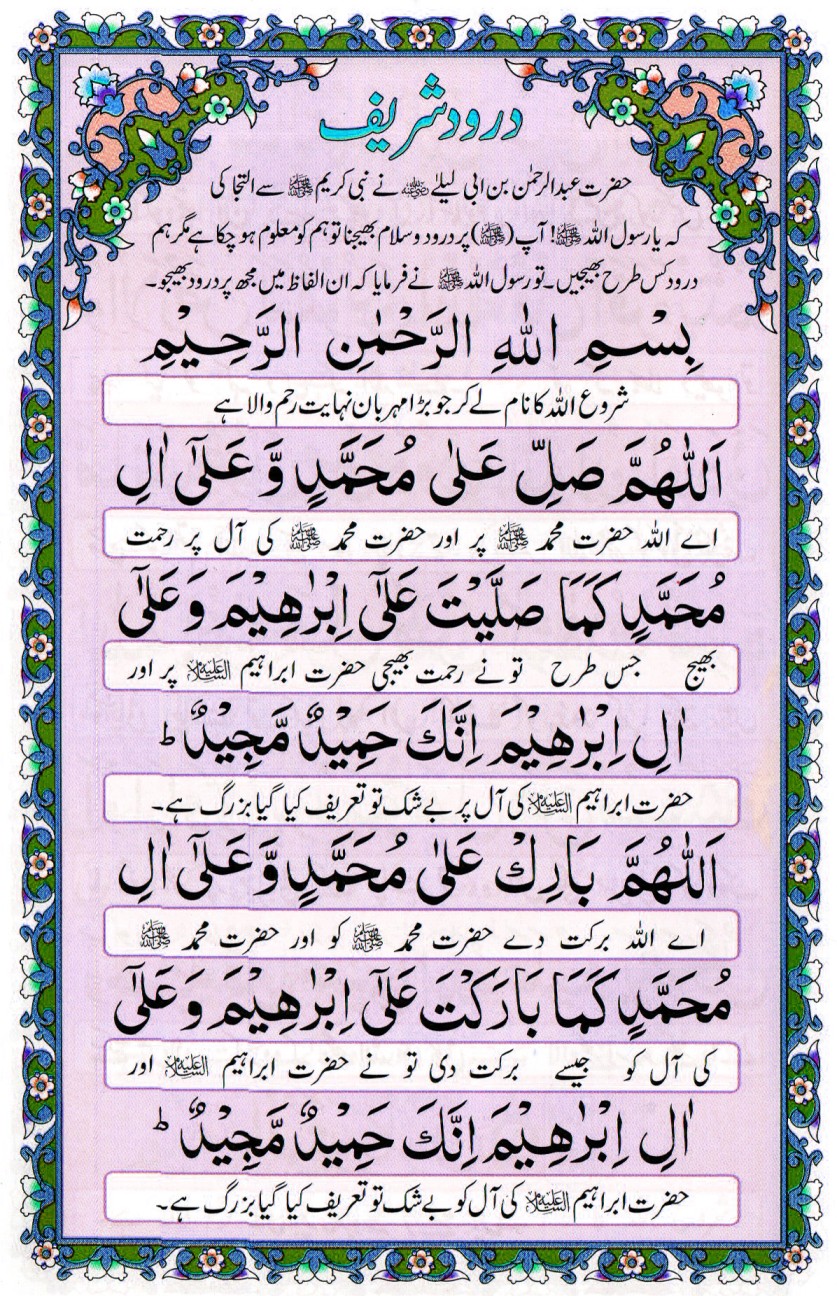 درود شریف
حضرت عبدالرحمٰن بن ابی لیلےٰ رضی اللہ عنہ نے نبی کریم ﷺ سے التجا کی
کہ یارسول اللہ ﷺ! آپ (ﷺ) پر درود و سلام بھیجنا تو ہم کو معلوم ہو چکا ہے مگر ہم
درود کس طرح بھیجیں۔ تو رسول اللہ ﷺ نے فرمایا کہ ان الفاظ میں مجھ پر درود بھیجو۔
بِسْمِ اللهِ الرَّحْمٰنِ الرَّحِيْمِ
شروع اللہ کا نام لے کر جو بڑا مہربان نہایت رحم والا ہے
اَللّٰهُمَّ صَلِّ عَلٰى مُحَمَّدٍ وَّ عَلٰٓى اٰلِ
اے اللہ حضرت محمد ﷺ پر اور حضرت محمد ﷺ کی آل پر رحمت
مُحَمَّدٍ كَمَا صَلَّيْتَ عَلٰٓى اِبْرٰهِيْمَ وَعَلٰٓى
بھیج جس طرح تو نے رحمت بھیجی حضرت ابراہیم علیہ السلام پر اور
اٰلِ اِبْرٰهِيْمَ اِنَّكَ حَمِيْدٌ مَّجِيْدٌ ؕ
حضرت ابراہیم علیہ السلام کی آل پر بے شک تو تعریف کیا گیا بزرگ ہے۔
اَللّٰهُمَّ بَارِكْ عَلٰى مُحَمَّدٍ وَّ عَلٰٓى اٰلِ
اے اللہ برکت دے حضرت محمد ﷺ کو اور حضرت محمد ﷺ
مُحَمَّدٍ كَمَا بَارَكْتَ عَلٰٓى اِبْرٰهِيْمَ وَعَلٰٓى
کی آل کو جیسے برکت دی تو نے حضرت ابراہیم علیہ السلام اور
اٰلِ اِبْرٰهِيْمَ اِنَّكَ حَمِيْدٌ مَّجِيْدٌ ؕ
حضرت ابراہیم علیہ السلام کی آل کو بے شک تو تعریف کیا گیا بزرگ ہے۔